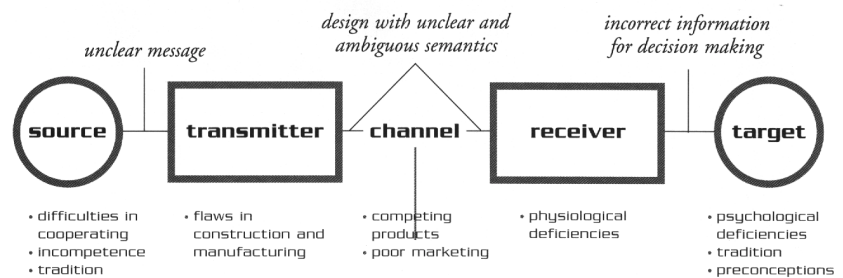 design with unclear and
ambiguous semantics
incorrect information
for decision making
unclear message
source
transmitter
channel
receiver
target
• difficulties in
cooperating
• incompetence
• tradition
• flaws in
construction and
manufacturing
• competing
products
• poor marketing
• physiological
deficiencies
• psychological
deficiencies
• tradition
• preconceptions